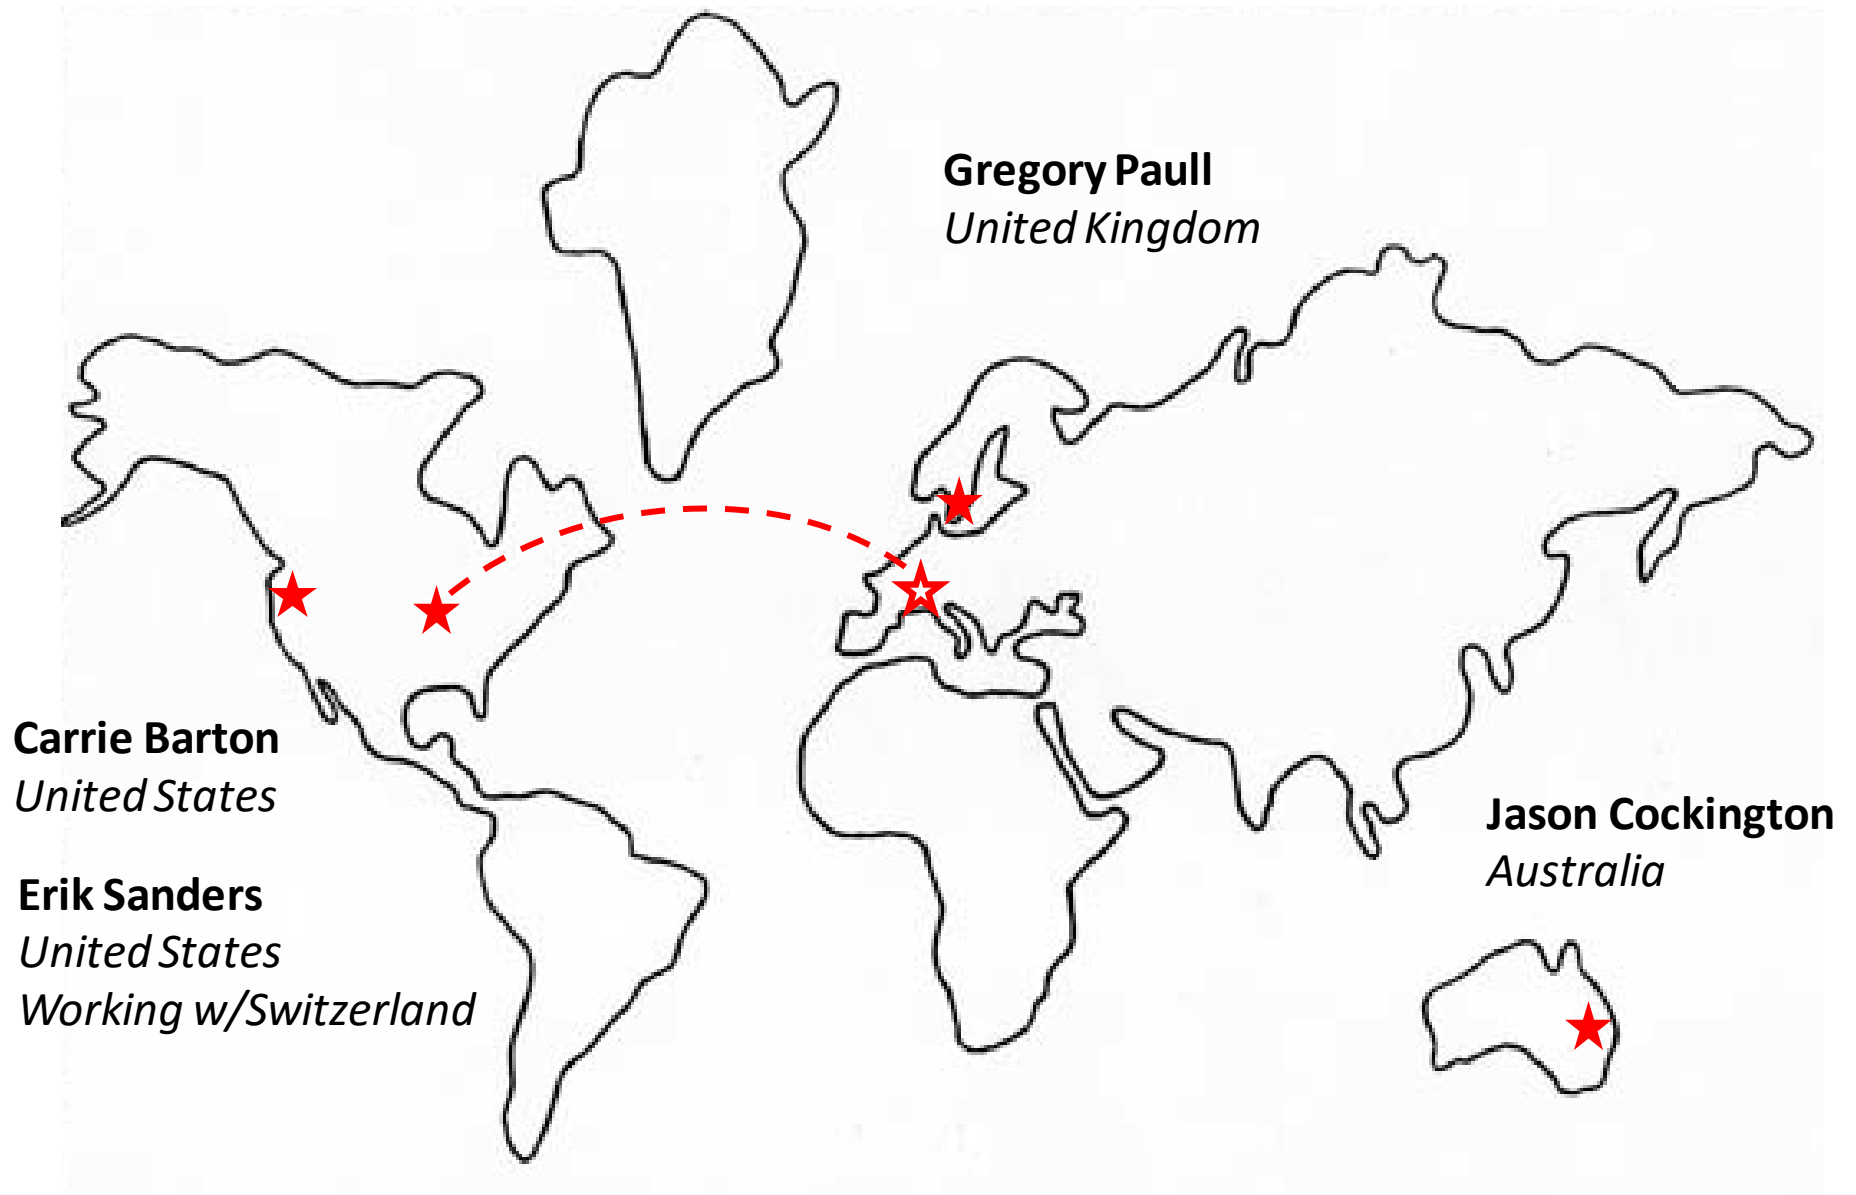 Gregory Paull
United Kingdom
Carrie Barton
United States
Erik Sanders
United States
Working w/Switzerland
Jason Cockington
Australia